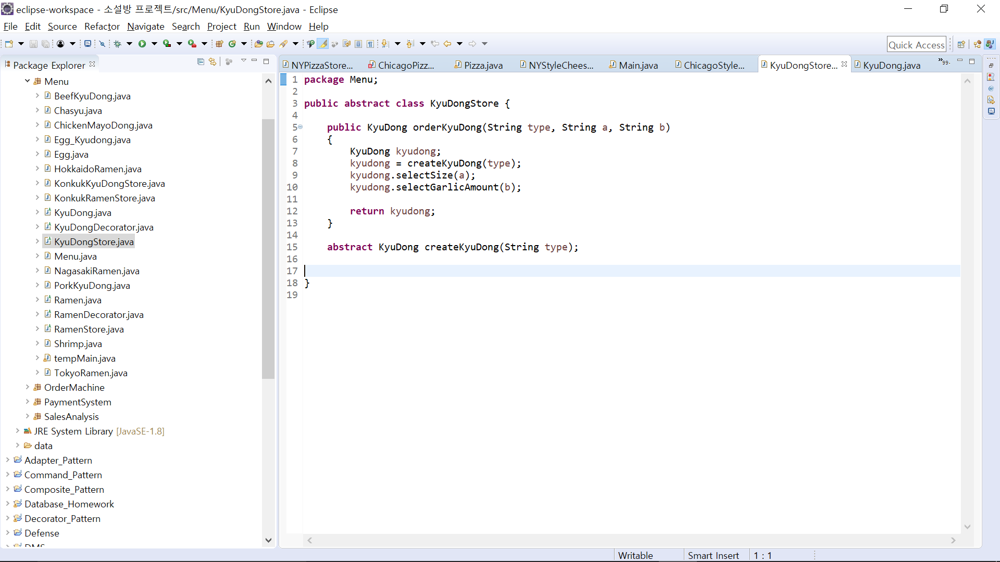 eclipse-workspace - 소설방 프로젝트/src/Menu/KyuDongStore.java - Eclipse
File Edit Source Refactor Navigate Search Project Run Window Help
Quick Access
Package Explorer
Menu
BeefKyuDong.java
Chasyu.java
ChickenMayoDong.java
Egg_Kyudong.java
Egg.java
HokkaidoRamen.java
KonkukKyuDongStore.java
KonkukRamenStore.java
KyuDong.java
KyuDongDecorator.java
KyuDongStore.java
Menu.java
NagasakiRamen.java
PorkKyuDong.java
Ramen.java
RamenDecorator.java
RamenStore.java
Shrimp.java
tempMain.java
TokyoRamen.java
OrderMachine
PaymentSystem
SalesAnalysis
JRE System Library [JavaSE-1.8]
data
Adapter_Pattern
Command_Pattern
Composite_Pattern
Database_Homework
Decorator_Pattern
Defense
NYPizzaStore... ChicagoPizz... Pizza.java NYStyleChees... Main.java ChicagoStyle... KyuDongStore... KyuDong.java »99+
1 package Menu;
2
3 public abstract class KyuDongStore {
4
5 public KyuDong orderKyuDong(String type, String a, String b)
6 {
7 KyuDong kyudong;
8 kyudong = createKyuDong(type);
9 kyudong.selectSize(a);
10 kyudong.selectGarlicAmount(b);
11
12 return kyudong;
13 }
14
15 abstract KyuDong createKyuDong(String type);
16
17
18 }
19
Writable Smart Insert 1 : 1